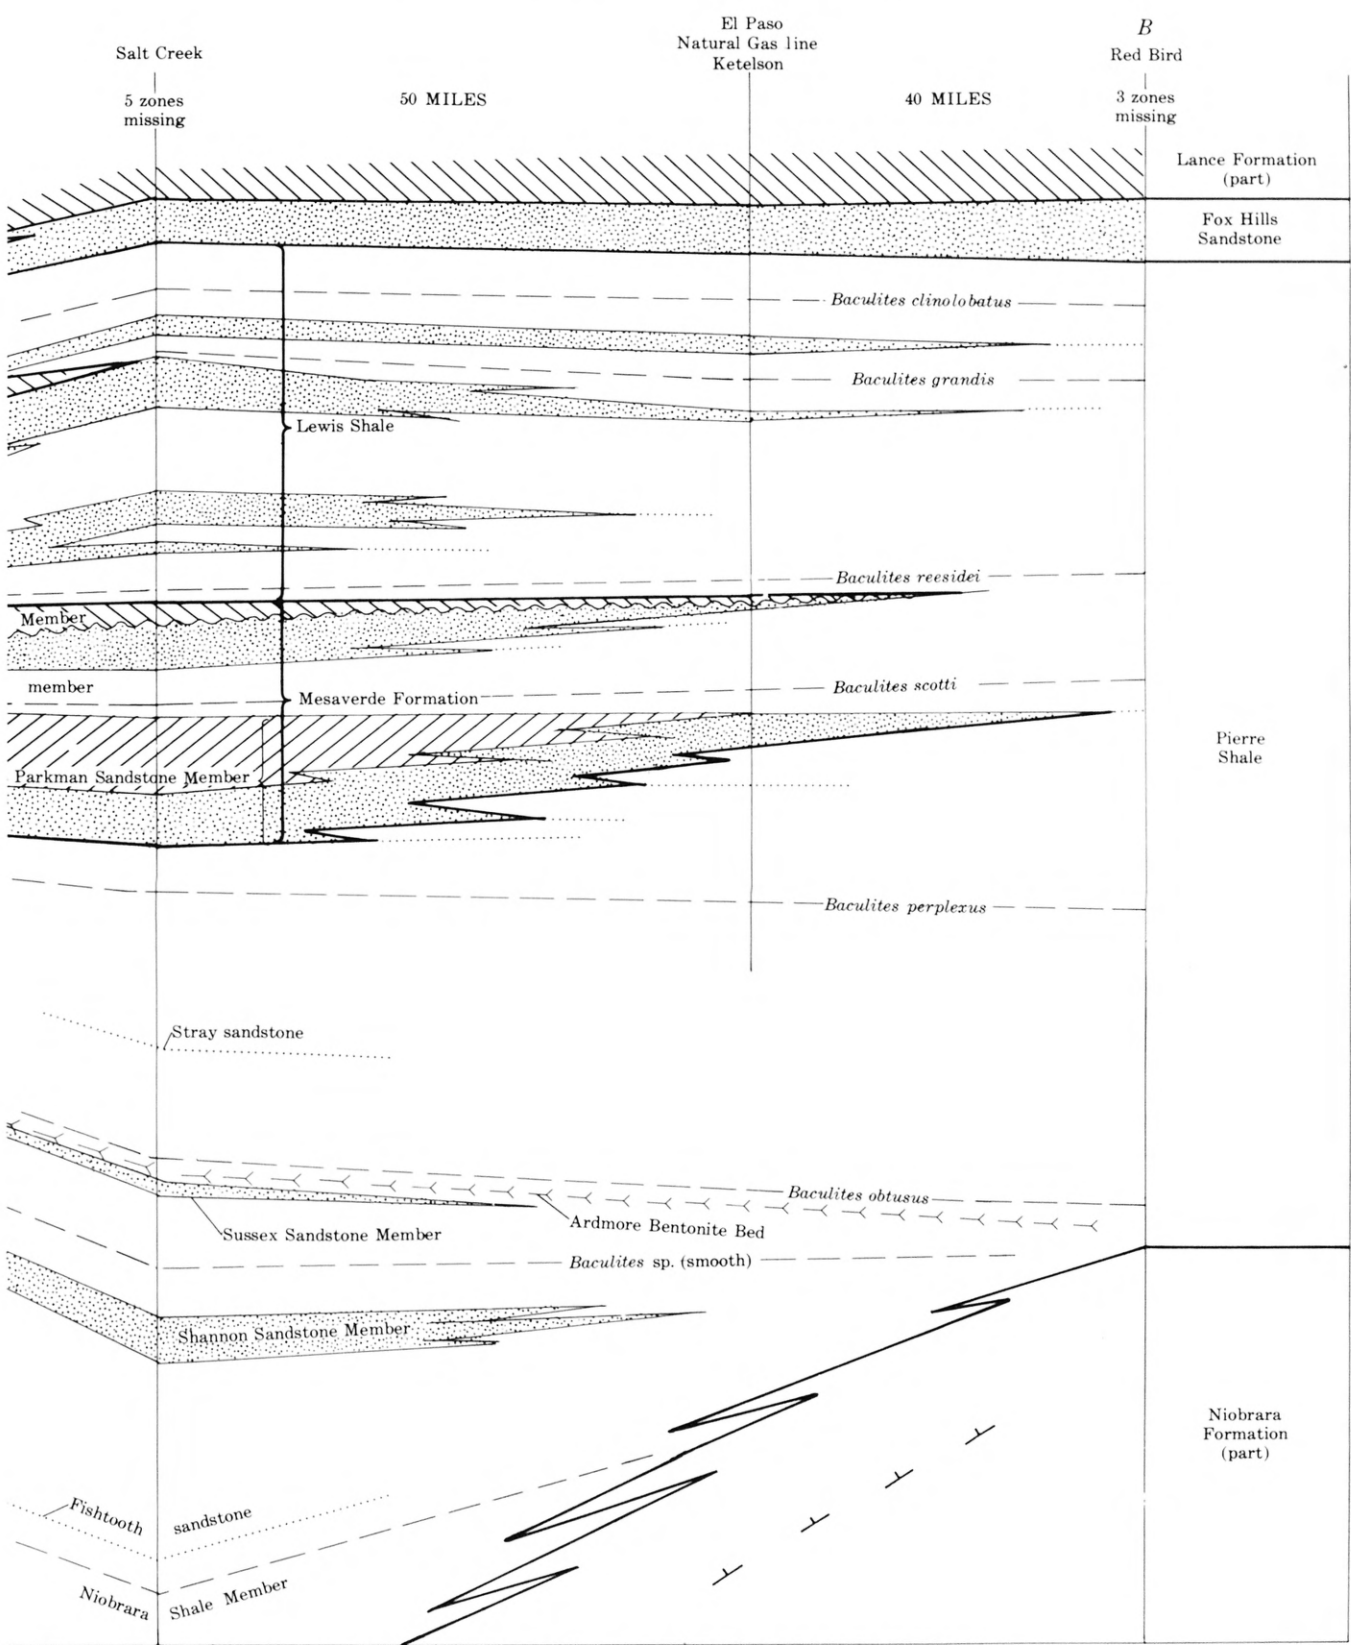 El Paso
Natural Gas line
Ketelson
B
Salt Creek
Red Bird
5 zones
missing
50 MILES
40 MILES
3 zones
missing
Lance Formation
(part)
Fox Hills
Sandstone
Baculites clinolobatus
Baculites grandis
Lewis Shale
Baculites reesidei
Member
member
Baculites scotti
Mesaverde Formation
Pierre
Shale
Parkman Sandstone Member
Baculites perplexus
Stray sandstone
Baculites obtusus
Ardmore Bentonite Bed
Sussex Sandstone Member
Baculites sp. (smooth)
Shannon Sandstone Member
Niobrara
Formation
(part)
Fishtooth sandstone
Niobrara Shale Member